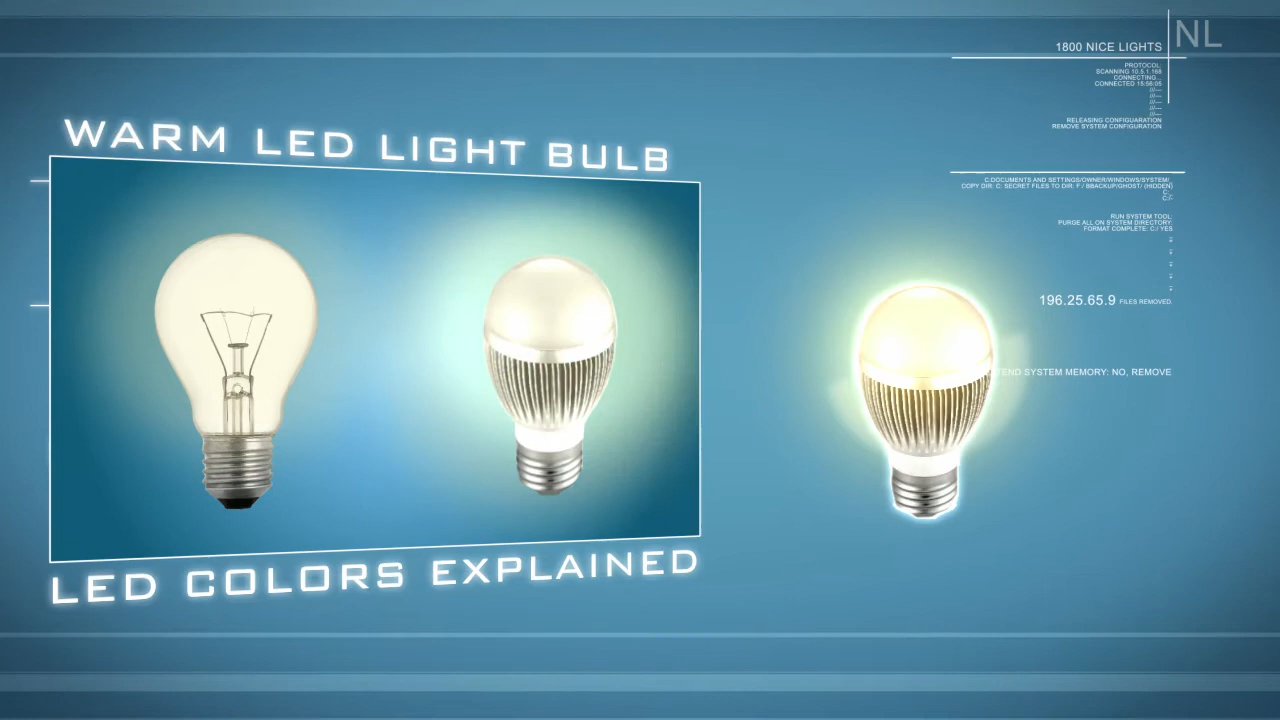 NL
1800 NICE LIGHTS
PROTOCOL:
SCANNING 10.5.1.168
CONNECTING...
CONNECTED 15:56:05
///---
///---
///---
///---
///---
RELEASING CONFIGUARATION
REMOVE SYSTEM CONFIGURATION
WARM LED LIGHT BULB
C:DOCUMENTS AND SETTINGS/OWNER/WINDOWS/SYSTEM/
COPY DIR: C: SECRET FILES TO DIR: F:/ BBACKUP/GHOST/ (HIDDEN)
C:
C:/-
RUN SYSTEM TOOL:
PURGE ALL ON SYSTEM DIRECTORY:
FORMAT COMPLETE: C:/ YES
196.25.65.9 FILES REMOVED.
END SYSTEM MEMORY: NO, REMOVE
LED COLORS EXPLAINED